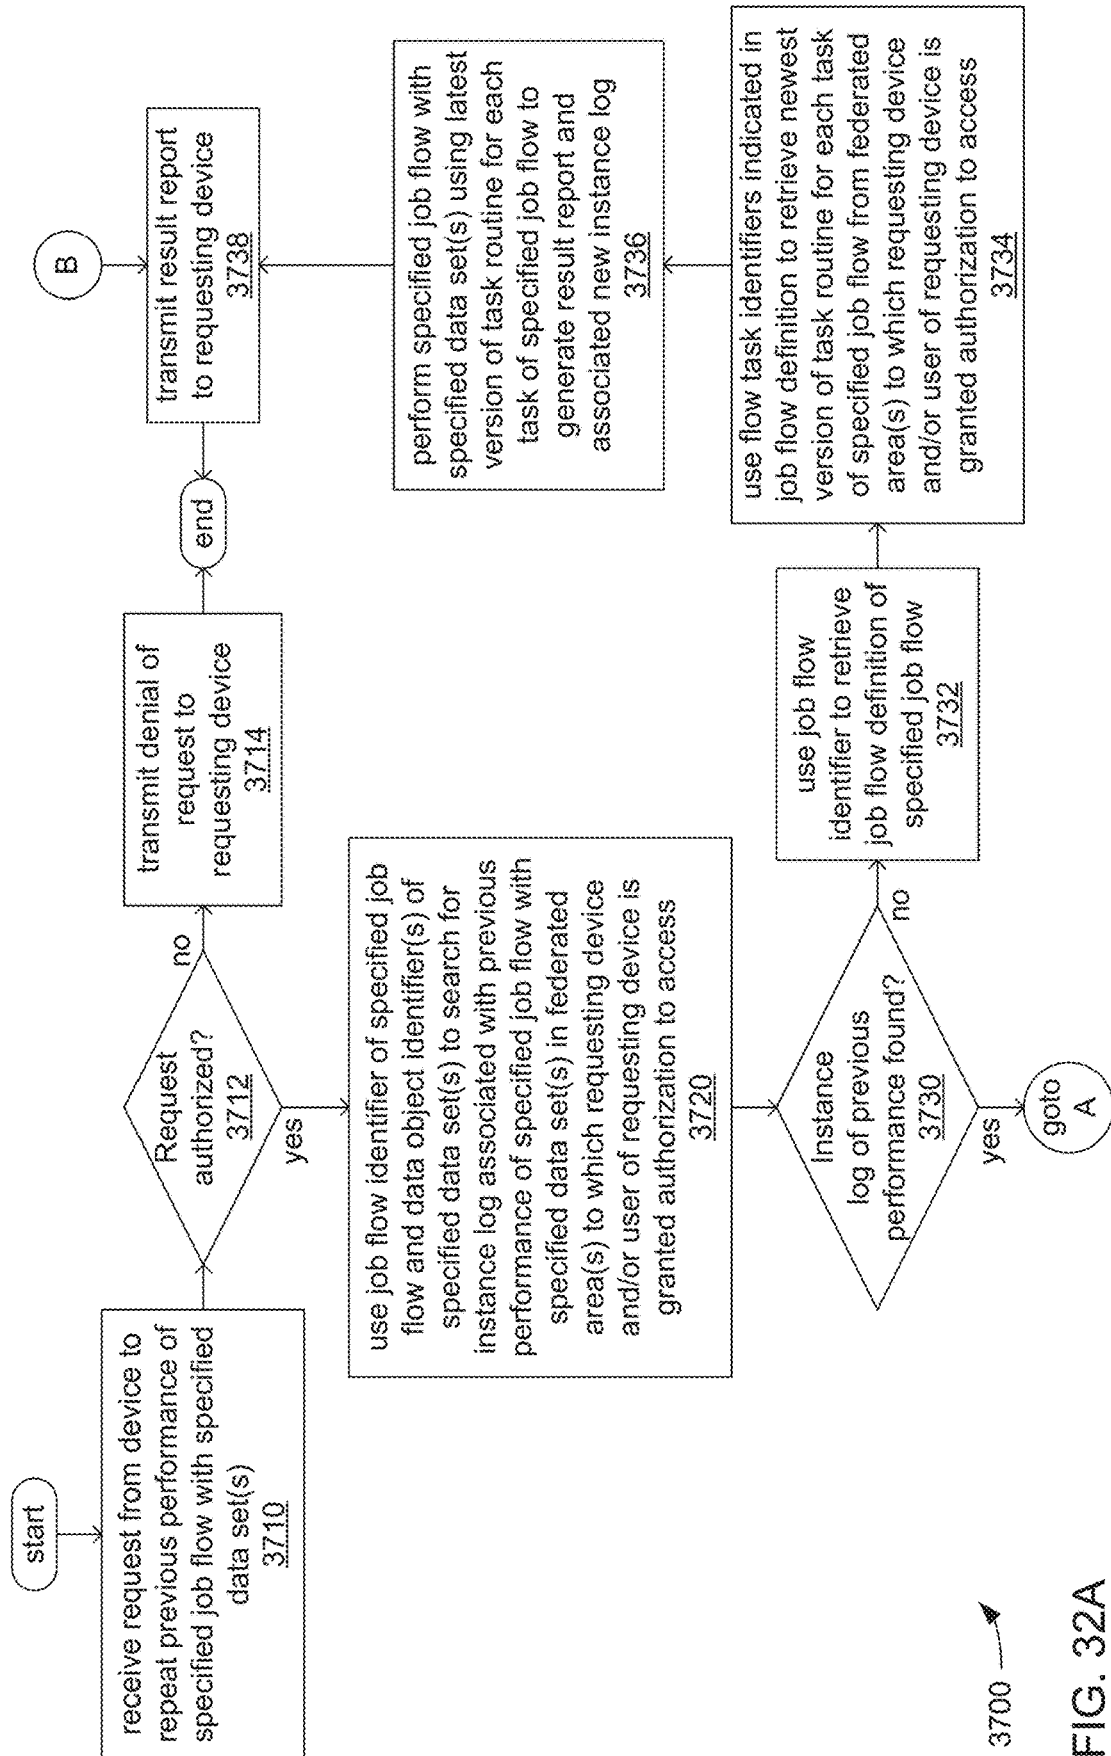 start
receive request from device to
repeat previous performance of
specified job flow with specified
data set(s)
3710
Request
authorized?
3712
no
yes
transmit denial of
request to
requesting device
3714
end
use job flow identifier of specified job
flow and data object identifier(s) of
specified data set(s) to search for
instance log associated with previous
performance of specified job flow with
specified data set(s) in federated
area(s) to which requesting device
and/or user of requesting device is
granted authorization to access
3720
Instance
log of previous
performance found?
3730
no
yes
goto
A
use job flow
identifier to retrieve
job flow definition of
specified job flow
3732
use flow task identifiers indicated in
job flow definition to retrieve newest
version of task routine for each task
of specified job flow from federated
area(s) to which requesting device
and/or user of requesting device is
granted authorization to access
3734
perform specified job flow with
specified data set(s) using latest
version of task routine for each
task of specified job flow to
generate result report and
associated new instance log
3736
B
transmit result report
to requesting device
3738
3700
FIG. 32A